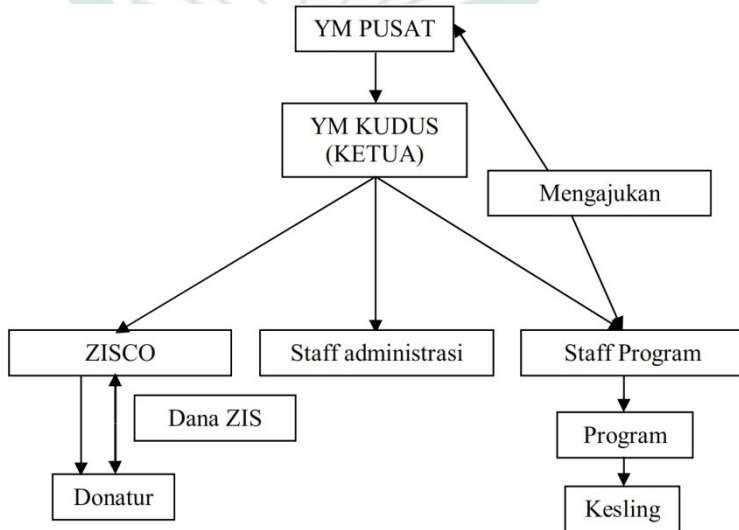 YM PUSAT
YM KUDUS
(KETUA)
Mengajukan
ZISCO
Staff administrasi
Staff Program
Dana ZIS
Program
Donatur
Kesling